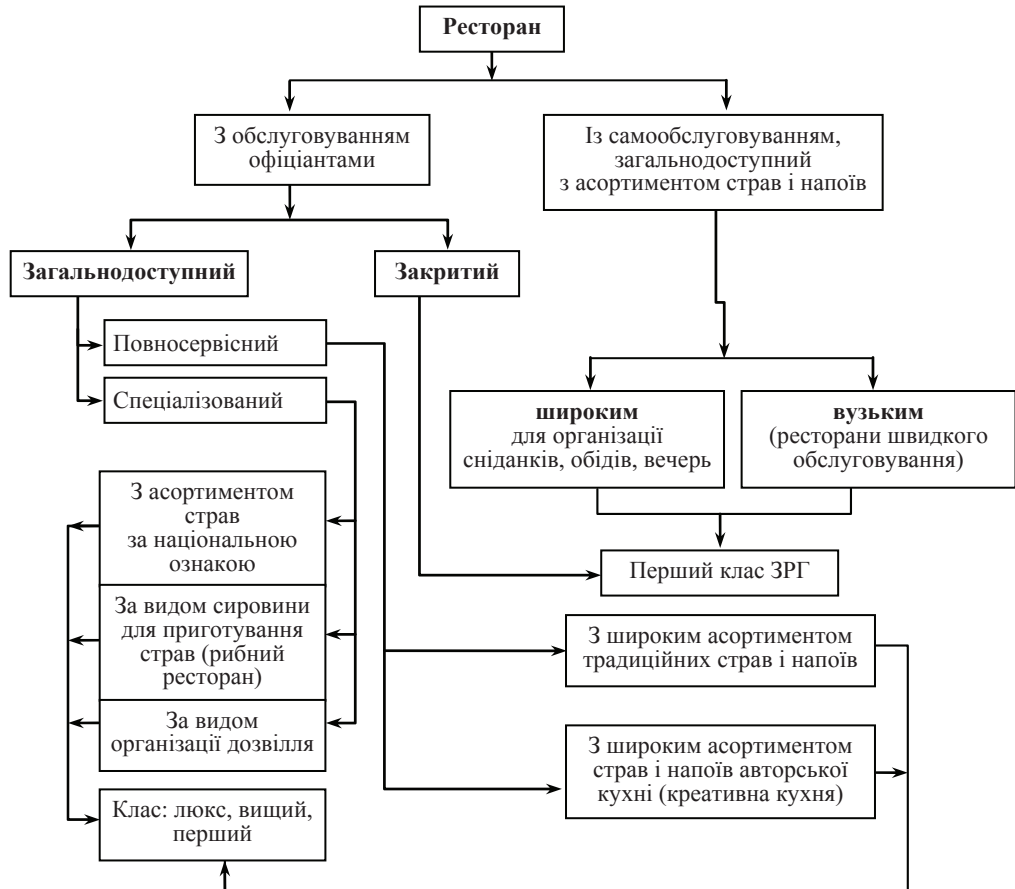 Ресторан
З обслуговуванням
офіціантами
Із самообслуговуванням,
загальнодоступний
з асортиментом страв і напоїв
Загальнодоступний
Закритий
Повносервісний
Спеціалізований
широким
для організації
сніданків, обідів, вечерь
вузьким
(ресторани швидкого
обслуговування)
З асортиментом
страв
за національною
ознакою
Перший клас ЗРГ
За видом сировини
для приготування
страв (рибний
ресторан)
З широким асортиментом
традиційних страв і напоїв
За видом
організації дозвілля
З широким асортиментом
страв і напоїв авторської
кухні (креативна кухня)
Клас: люкс, вищий,
перший